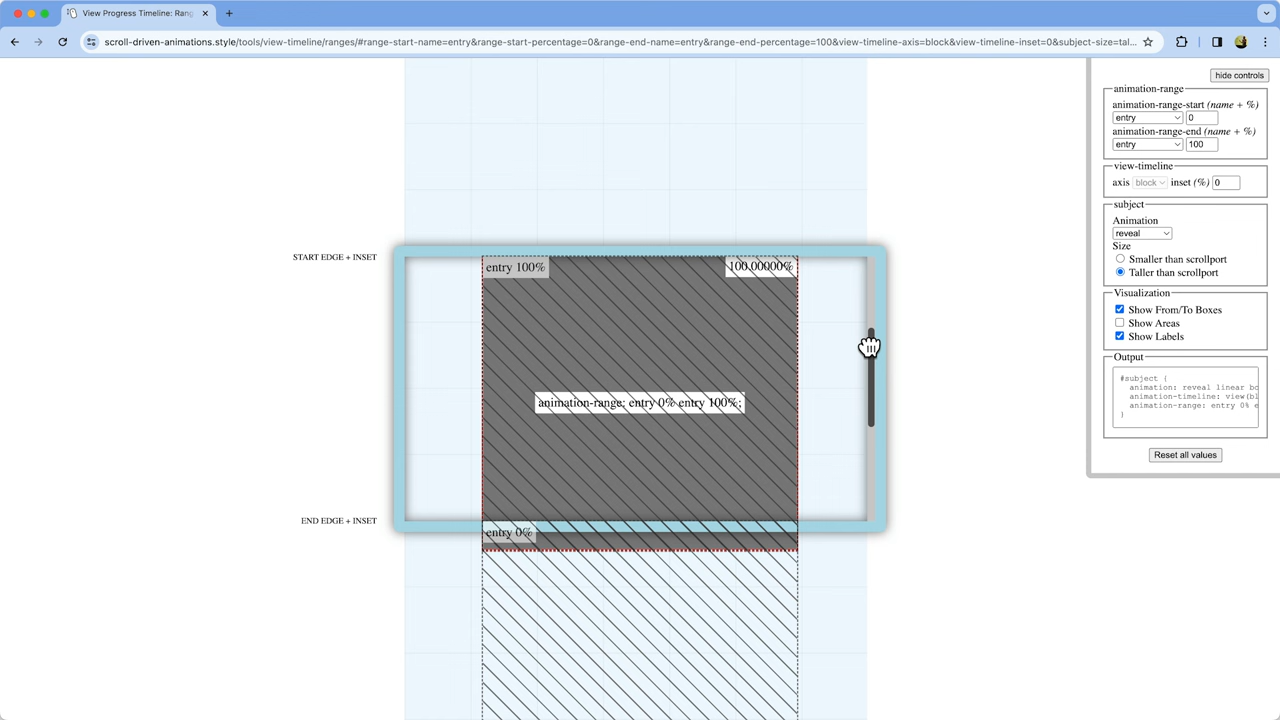 View Progress Timeline: Ran
scroll-driven-animations.style/tools/view-timeline/ranges/#range-start-name=entry&range-start-percentage=0&range-end-name=entry&range-end-percentage=100&view-timeline-axis=block&view-timeline-inset=0&subject-size=tal...
hide controls
animation-range
animation-range-start (name + %)
entry 0
animation-range-end (name + %)
entry 100
view-timeline
axis block inset (%) 0
subject
Animation
reveal
Size
Smaller than scrollport
Taller than scrollport
Visualization
Show From/To Boxes
Show Areas
Show Labels
Output
#subject {
animation: reveal linear bo
animation-timeline: view(bl
animation-range: entry 0% e
}
Reset all values
START EDGE + INSET
entry 100%
100.00000%
animation-range: entry 0% entry 100%;
END EDGE + INSET
entry 0%